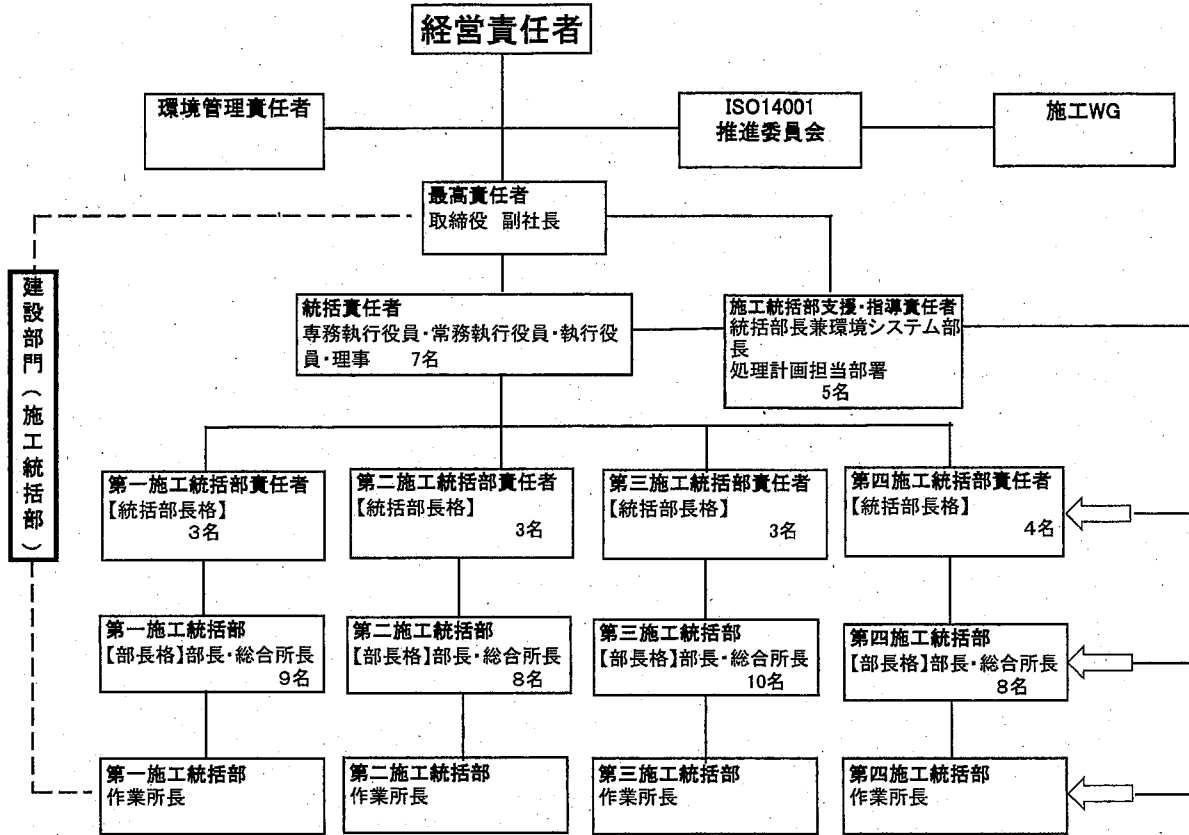 経営責任者
環境管理責任者
ISO14001
推進委員会
施工WG
最高責任者
取締役 副社長
建設部門（施工統括部）
統括責任者
専務執行役員・常務執行役員・執行役
員・理事 7名
施工統括部支援・指導責任者
統括部長兼環境システム部
長
処理計画担当部署
5名
第一施工統括部責任者
【統括部長格】
3名
第二施工統括部責任者
【統括部長格】
3名
第三施工統括部責任者
【統括部長格】
3名
第四施工統括部責任者
【統括部長格】
4名
第一施工統括部
【部長格】部長・総合所長
9名
第二施工統括部
【部長格】部長・総合所長
8名
第三施工統括部
【部長格】部長・総合所長
10名
第四施工統括部
【部長格】部長・総合所長
8名
第一施工統括部
作業所長
第二施工統括部
作業所長
第三施工統括部
作業所長
第四施工統括部
作業所長